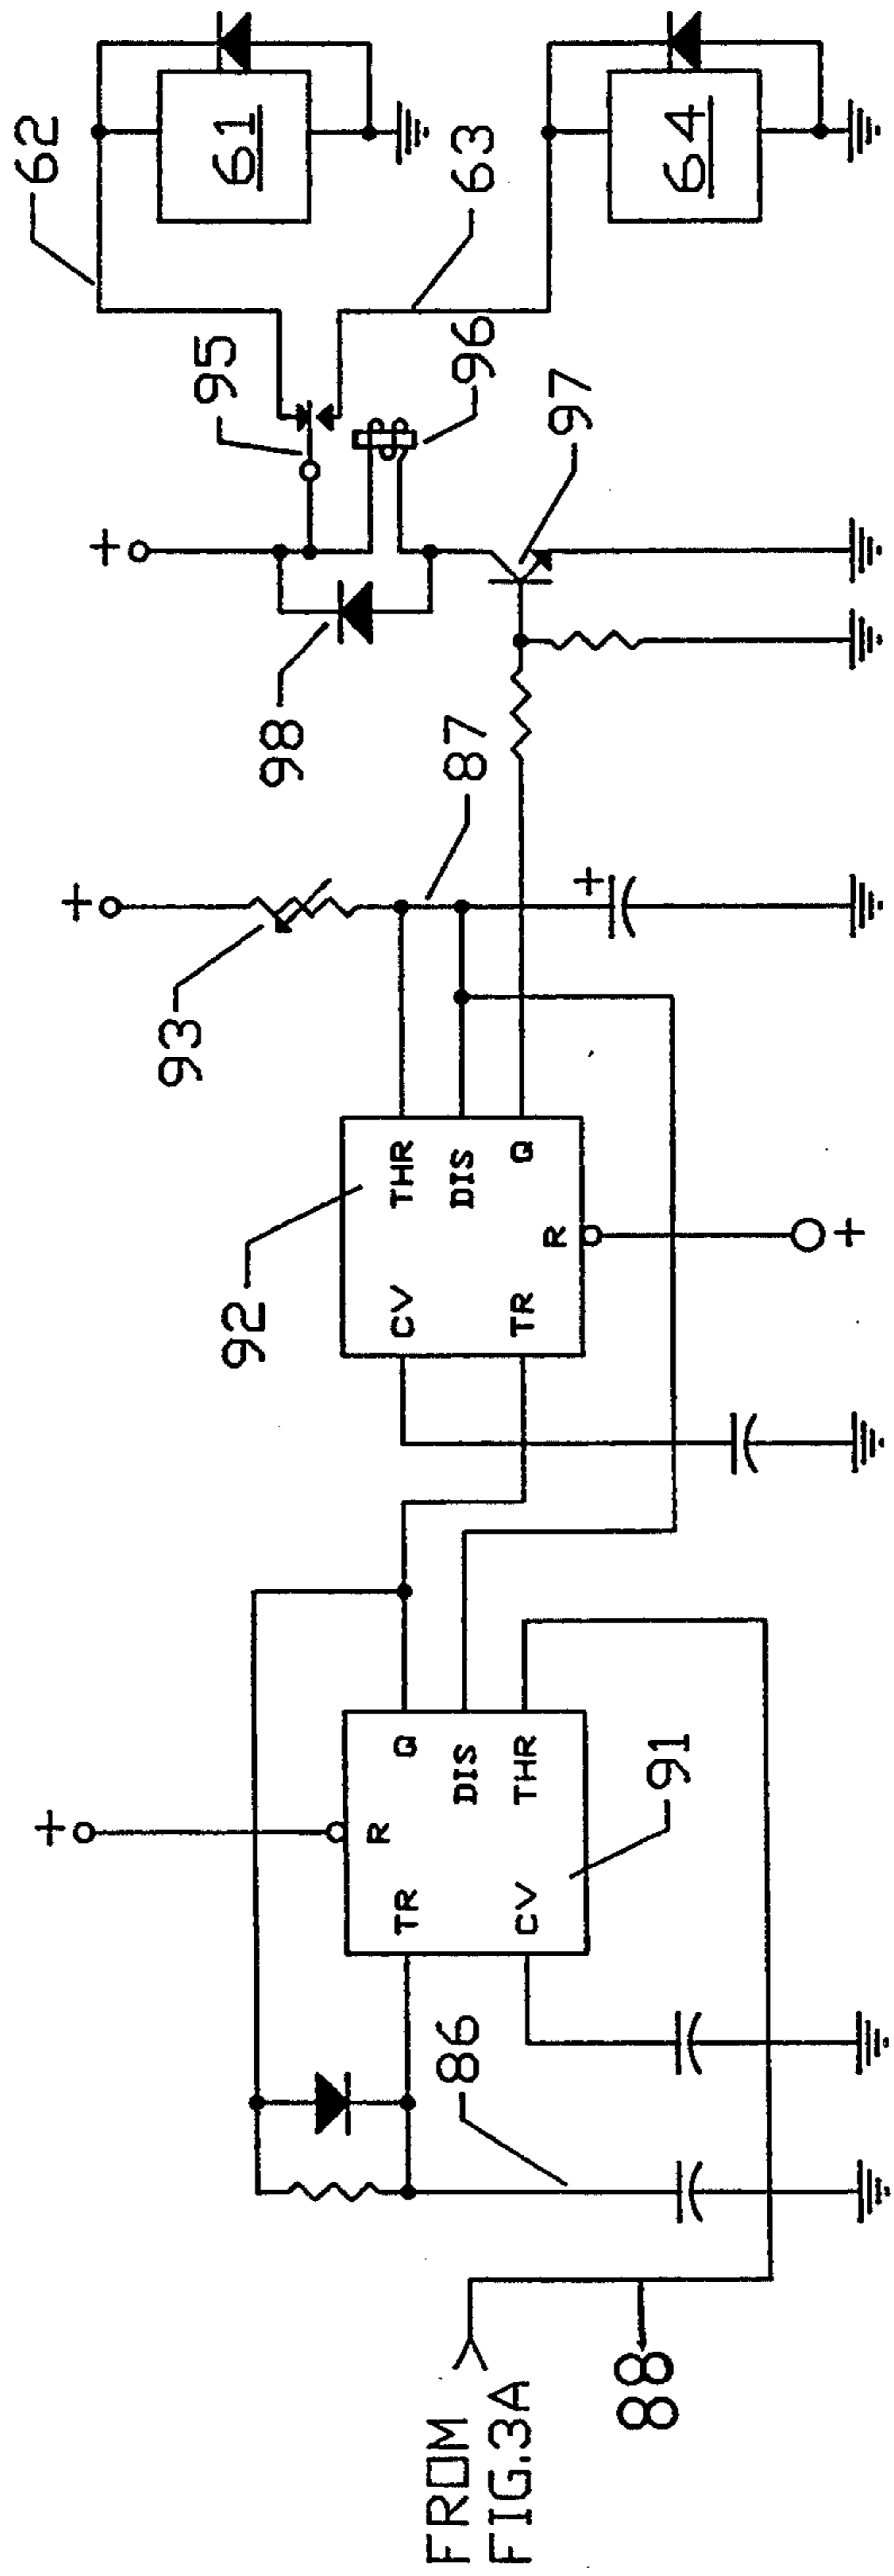 FROM
FIG.3A
88
86
+
TR
R
Q
DIS
THR
CV
91
92
CV
THR
DIS
Q
TR
R
+
93
+
87
+
98
+
95
96
97
62
61
63
64